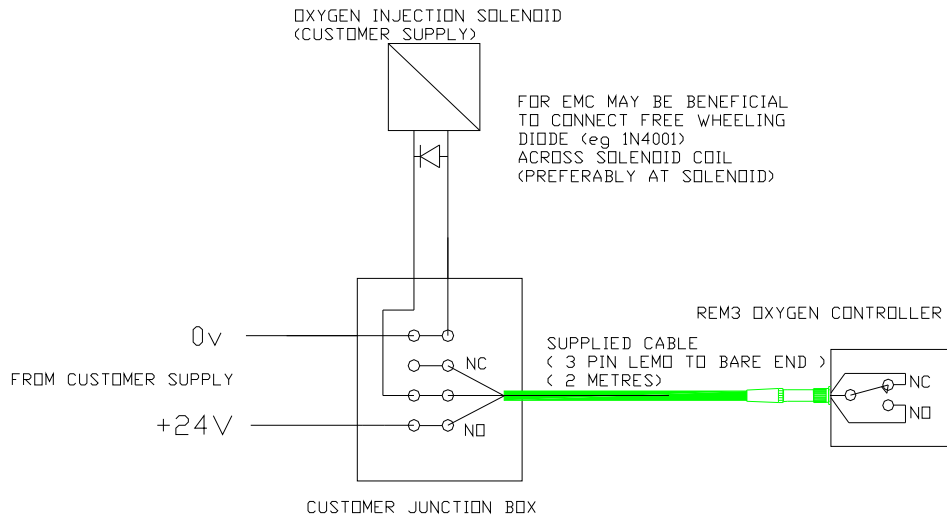 OXYGEN INJECTION SOLENOID
(CUSTOMER SUPPLY)
FOR EMC MAY BE BENEFICIAL
TO CONNECT FREE WHEELING
DIODE (eg 1N4001)
ACROSS SOLENOID COIL
(PREFERABLY AT SOLENOID)
REM3 OXYGEN CONTROLLER
0v
SUPPLIED CABLE
( 3 PIN LEMO TO BARE END )
( 2 METRES)
NC
FROM CUSTOMER SUPPLY
NC
NO
+24V
NO
CUSTOMER JUNCTION BOX